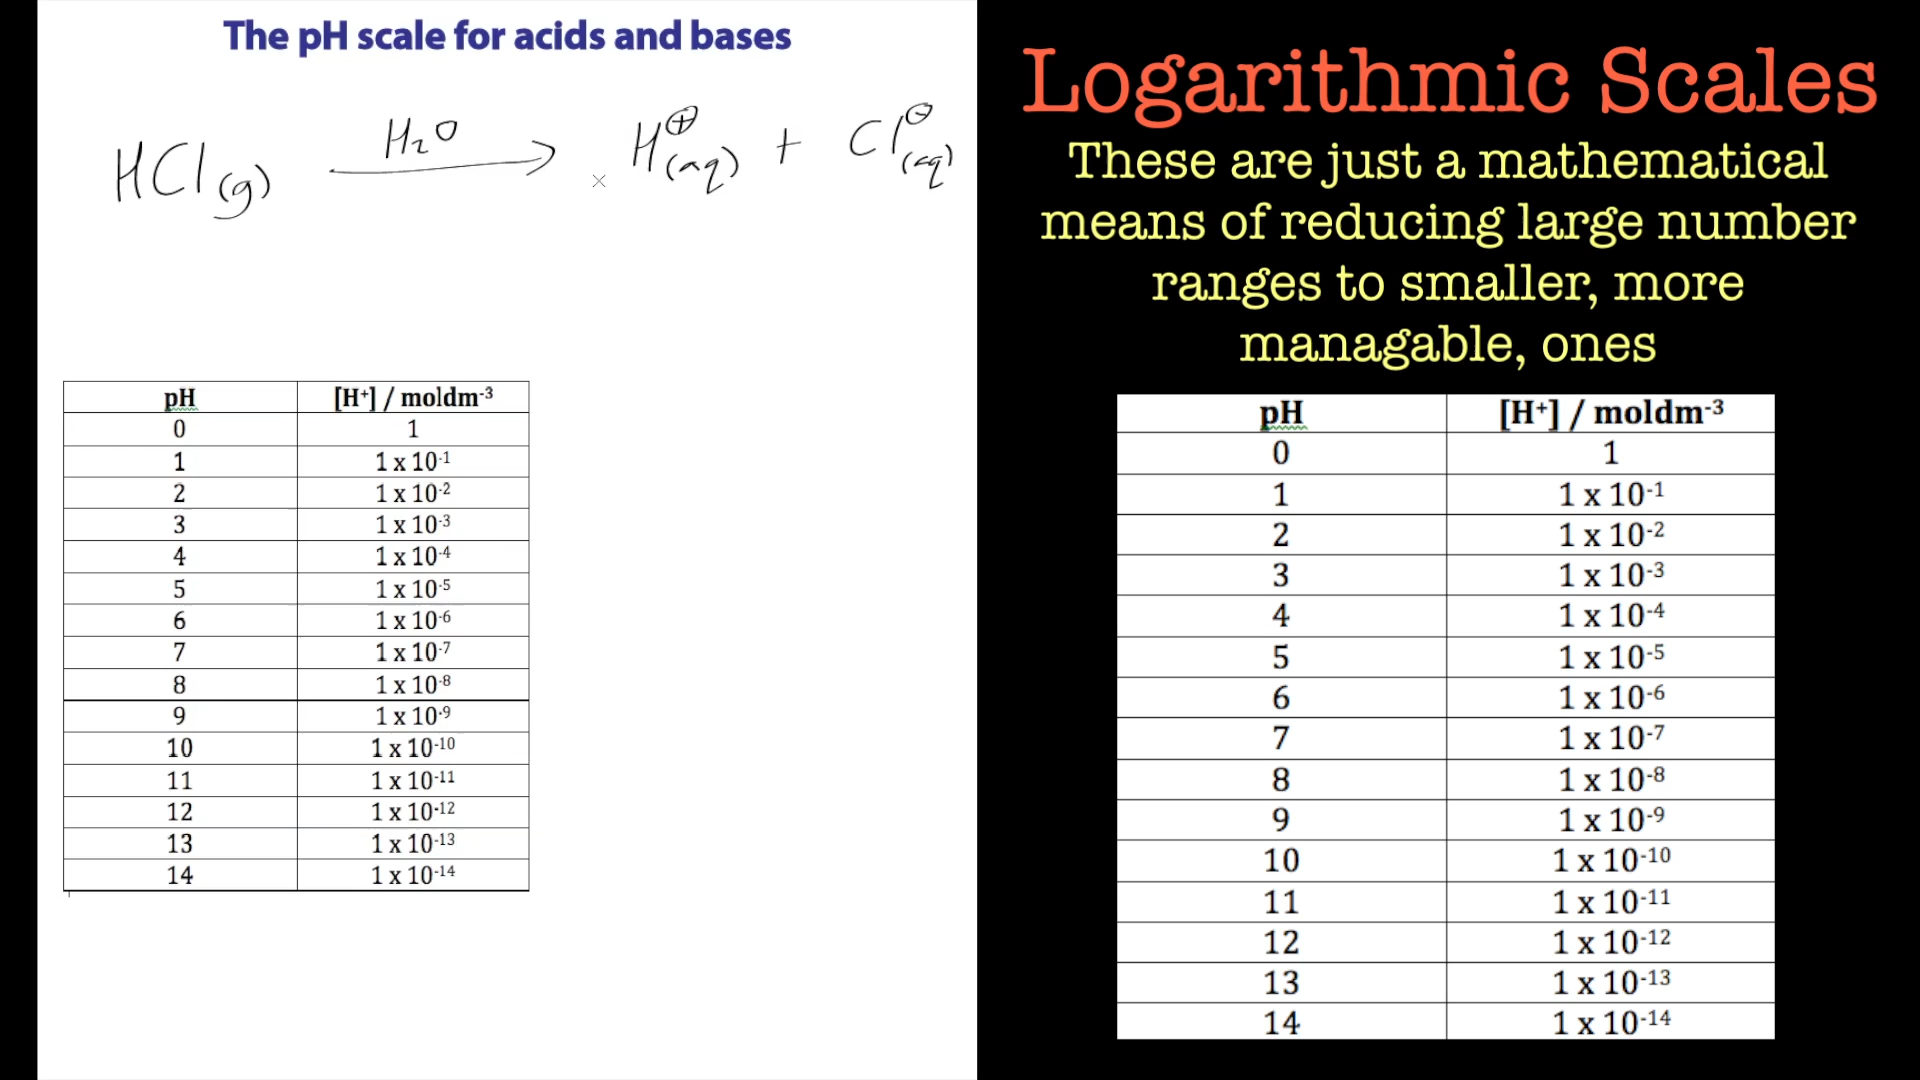 The pH scale for acids and bases
HCl(g) H₂O → H⊕(aq) + Cl⊖(aq)
pH [H⁺] / moldm⁻³
0 1
1 1 x 10⁻¹
2 1 x 10⁻²
3 1 x 10⁻³
4 1 x 10⁻⁴
5 1 x 10⁻⁵
6 1 x 10⁻⁶
7 1 x 10⁻⁷
8 1 x 10⁻⁸
9 1 x 10⁻⁹
10 1 x 10⁻¹⁰
11 1 x 10⁻¹¹
12 1 x 10⁻¹²
13 1 x 10⁻¹³
14 1 x 10⁻¹⁴
Logarithmic Scales
These are just a mathematical
means of reducing large number
ranges to smaller, more
managable, ones
pH [H⁺] / moldm⁻³
0 1
1 1 x 10⁻¹
2 1 x 10⁻²
3 1 x 10⁻³
4 1 x 10⁻⁴
5 1 x 10⁻⁵
6 1 x 10⁻⁶
7 1 x 10⁻⁷
8 1 x 10⁻⁸
9 1 x 10⁻⁹
10 1 x 10⁻¹⁰
11 1 x 10⁻¹¹
12 1 x 10⁻¹²
13 1 x 10⁻¹³
14 1 x 10⁻¹⁴